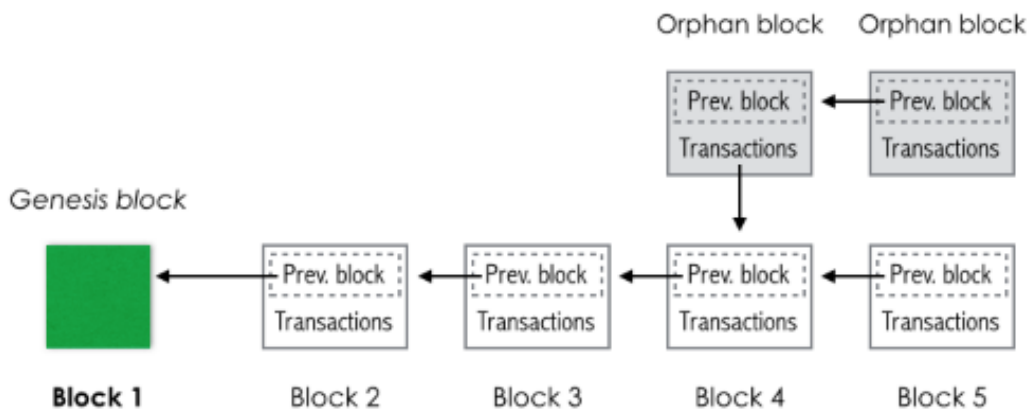 Orphan block Orphan block
Prev. block Prev. block
Transactions Transactions
Genesis block
Prev. block Prev. block Prev. block Prev. block
Transactions Transactions Transactions Transactions
Block 1 Block 2 Block 3 Block 4 Block 5